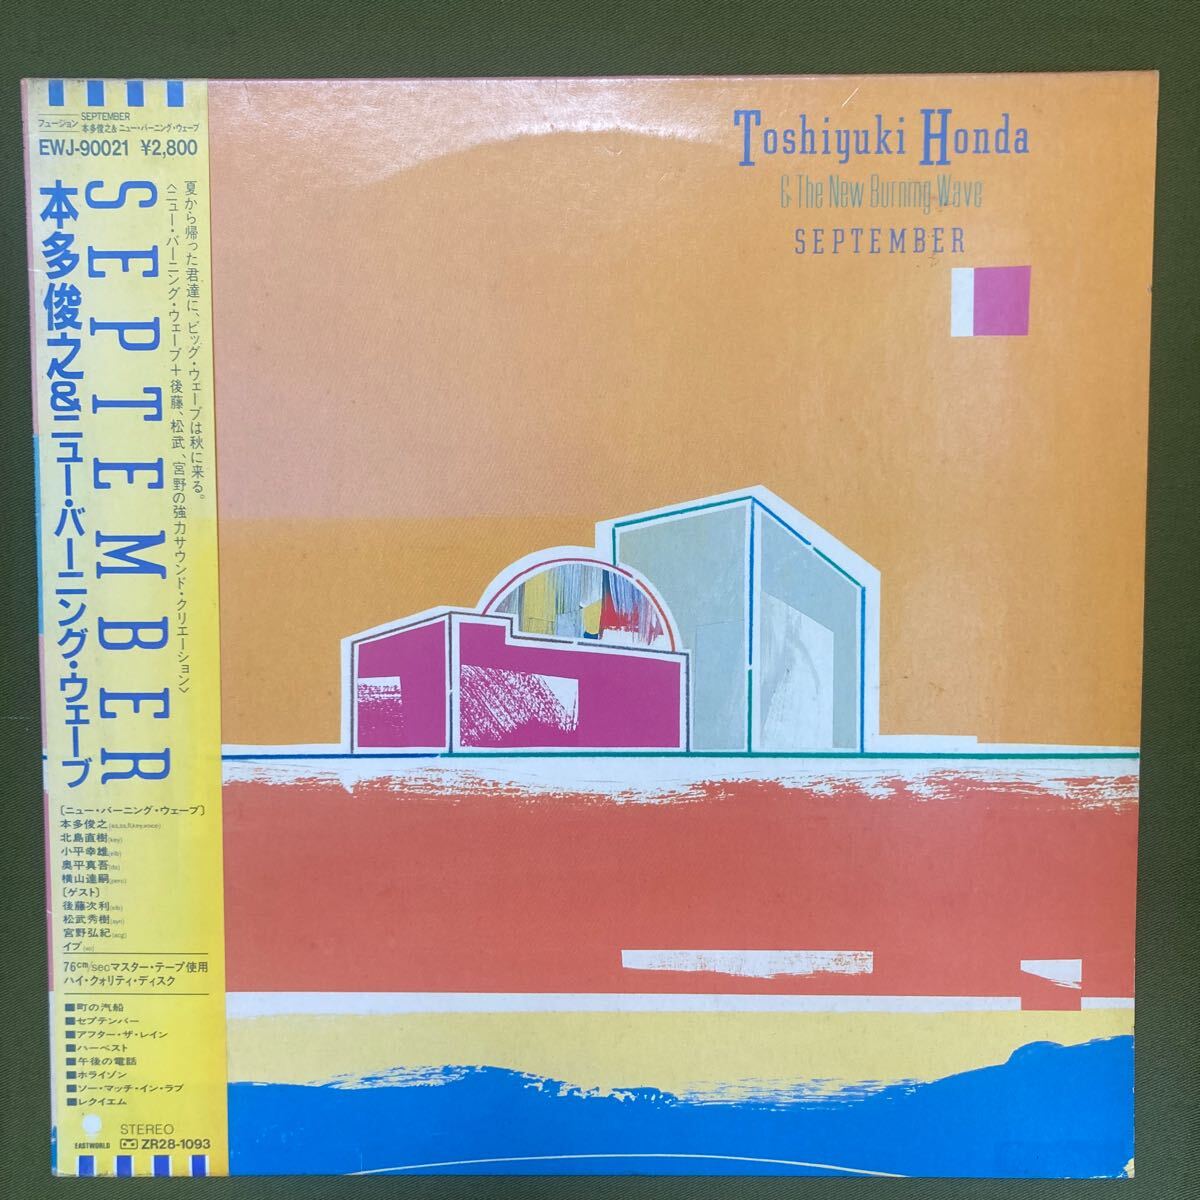 フュージョン
SEPTEMBER
本多俊之& ニュー・バーニング・ウェーブ
EWJ-90021 ¥2,800
夏から帰った君達に、ビッグ・ウェーブは秋に来る。
〈ニュー・バーニング・ウェーブ+後藤、松武、宮野の強力サウンド・クリエーション〉
SEPTEMBER
本多俊之&ニュー・バーニング・ウェーブ
〔ニュー・バーニング・ウェーブ〕
本多俊之
北島直樹(key)
小平幸雄(elb)
奥平真吾(ds)
横山達嗣(perc)
〔ゲスト〕
後藤次利(elb)
松武秀樹(syn)
宮野弘紀(acg)
イブ(vo)
76cm/secマスター・テープ使用
ハイ・クォリティ・ディスク
■町の汽船
■セプテンバー
■アフター・ザ・レイン
■ハーベスト
■午後の電話
■ホライゾン
■ソー・マッチ・イン・ラブ
■レクイエム
EASTWORLD
STEREO
ZR28-1093
Toshiyuki Honda
& The New Burning Wave
SEPTEMBER